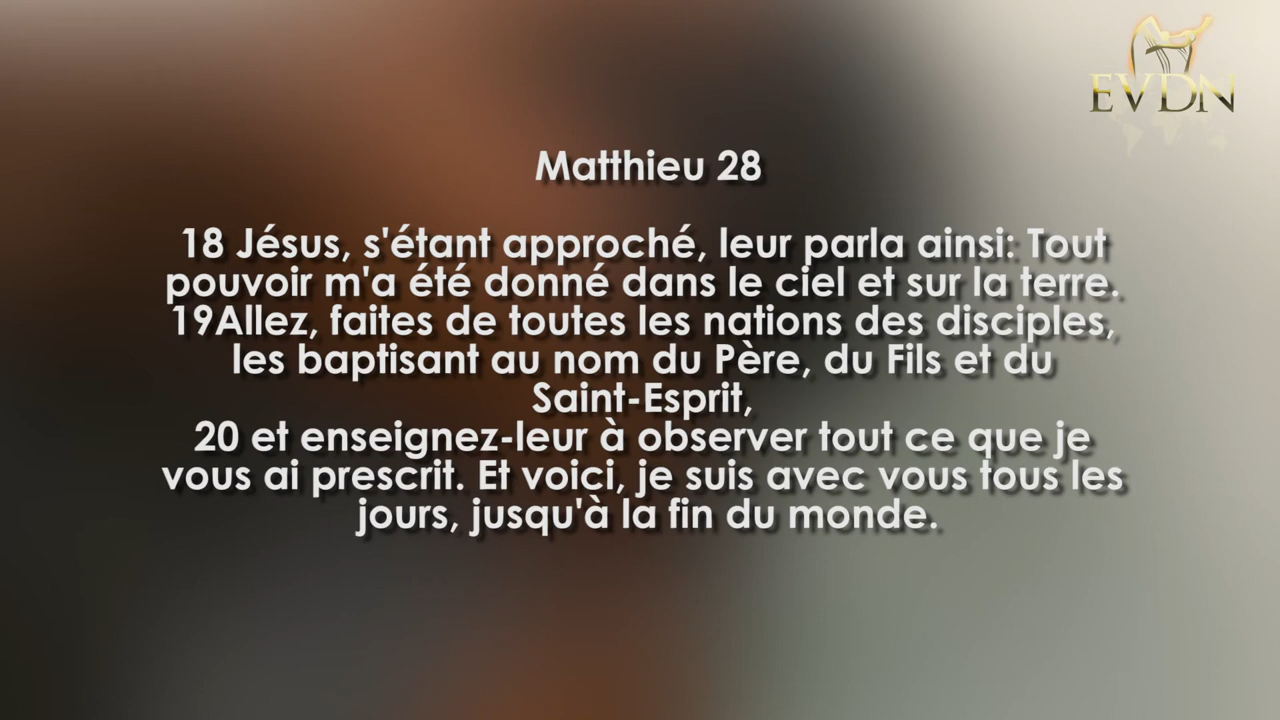 EVDN
Matthieu 28
18 Jésus, s'étant approché, leur parla ainsi: Tout
pouvoir m'a été donné dans le ciel et sur la terre.
19Allez, faites de toutes les nations des disciples,
les baptisant au nom du Père, du Fils et du
Saint-Esprit,
20 et enseignez-leur à observer tout ce que je
vous ai prescrit. Et voici, je suis avec vous tous les
jours, jusqu'à la fin du monde.